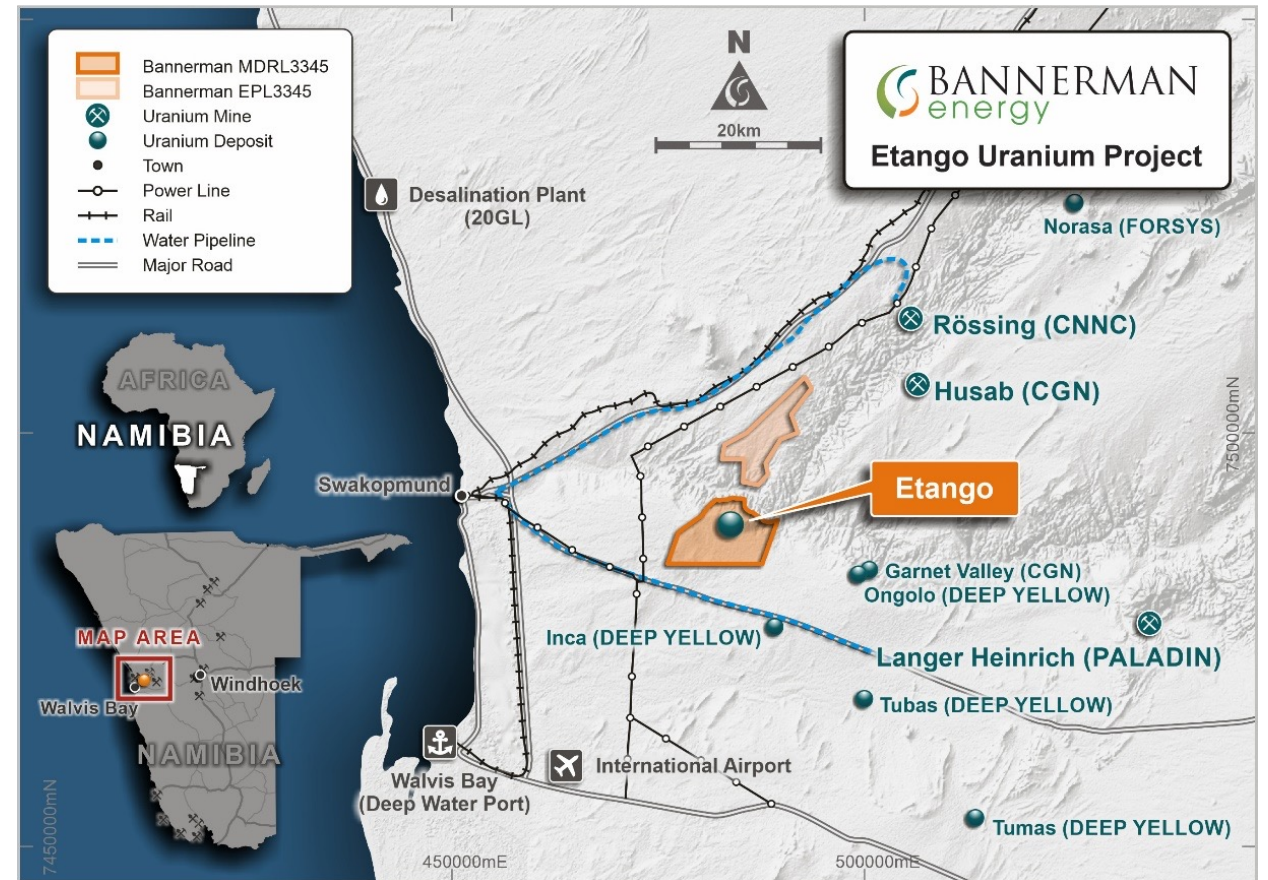 Bannerman MDRL3345
Bannerman EPL3345
Uranium Mine
Uranium Deposit
Town
Power Line
Rail
Water Pipeline
Major Road
N
20km
BANNERMAN
energy
Etango Uranium Project
Desalination Plant
(20GL)
Norasa (FORSYS)
Rössing (CNNC)
Husab (CGN)
7500000mN
AFRICA
NAMIBIA
Swakopmund
Etango
Garnet Valley (CGN)
Ongolo (DEEP YELLOW)
Inca (DEEP YELLOW)
Langer Heinrich (PALADIN)
Tubas (DEEP YELLOW)
MAP AREA
Windhoek
Walvis Bay
NAMIBIA
International Airport
Walvis Bay
(Deep Water Port)
Tumas (DEEP YELLOW)
7450000mN
450000mE
500000mE